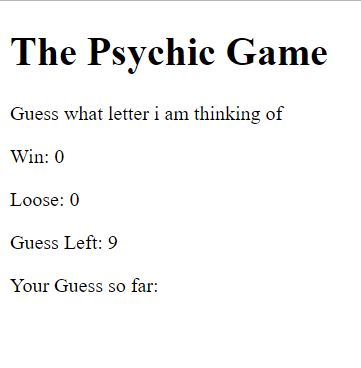 The Psychic Game
Guess what letter i am thinking of
Win: 0
Loose: 0
Guess Left: 9
Your Guess so far: